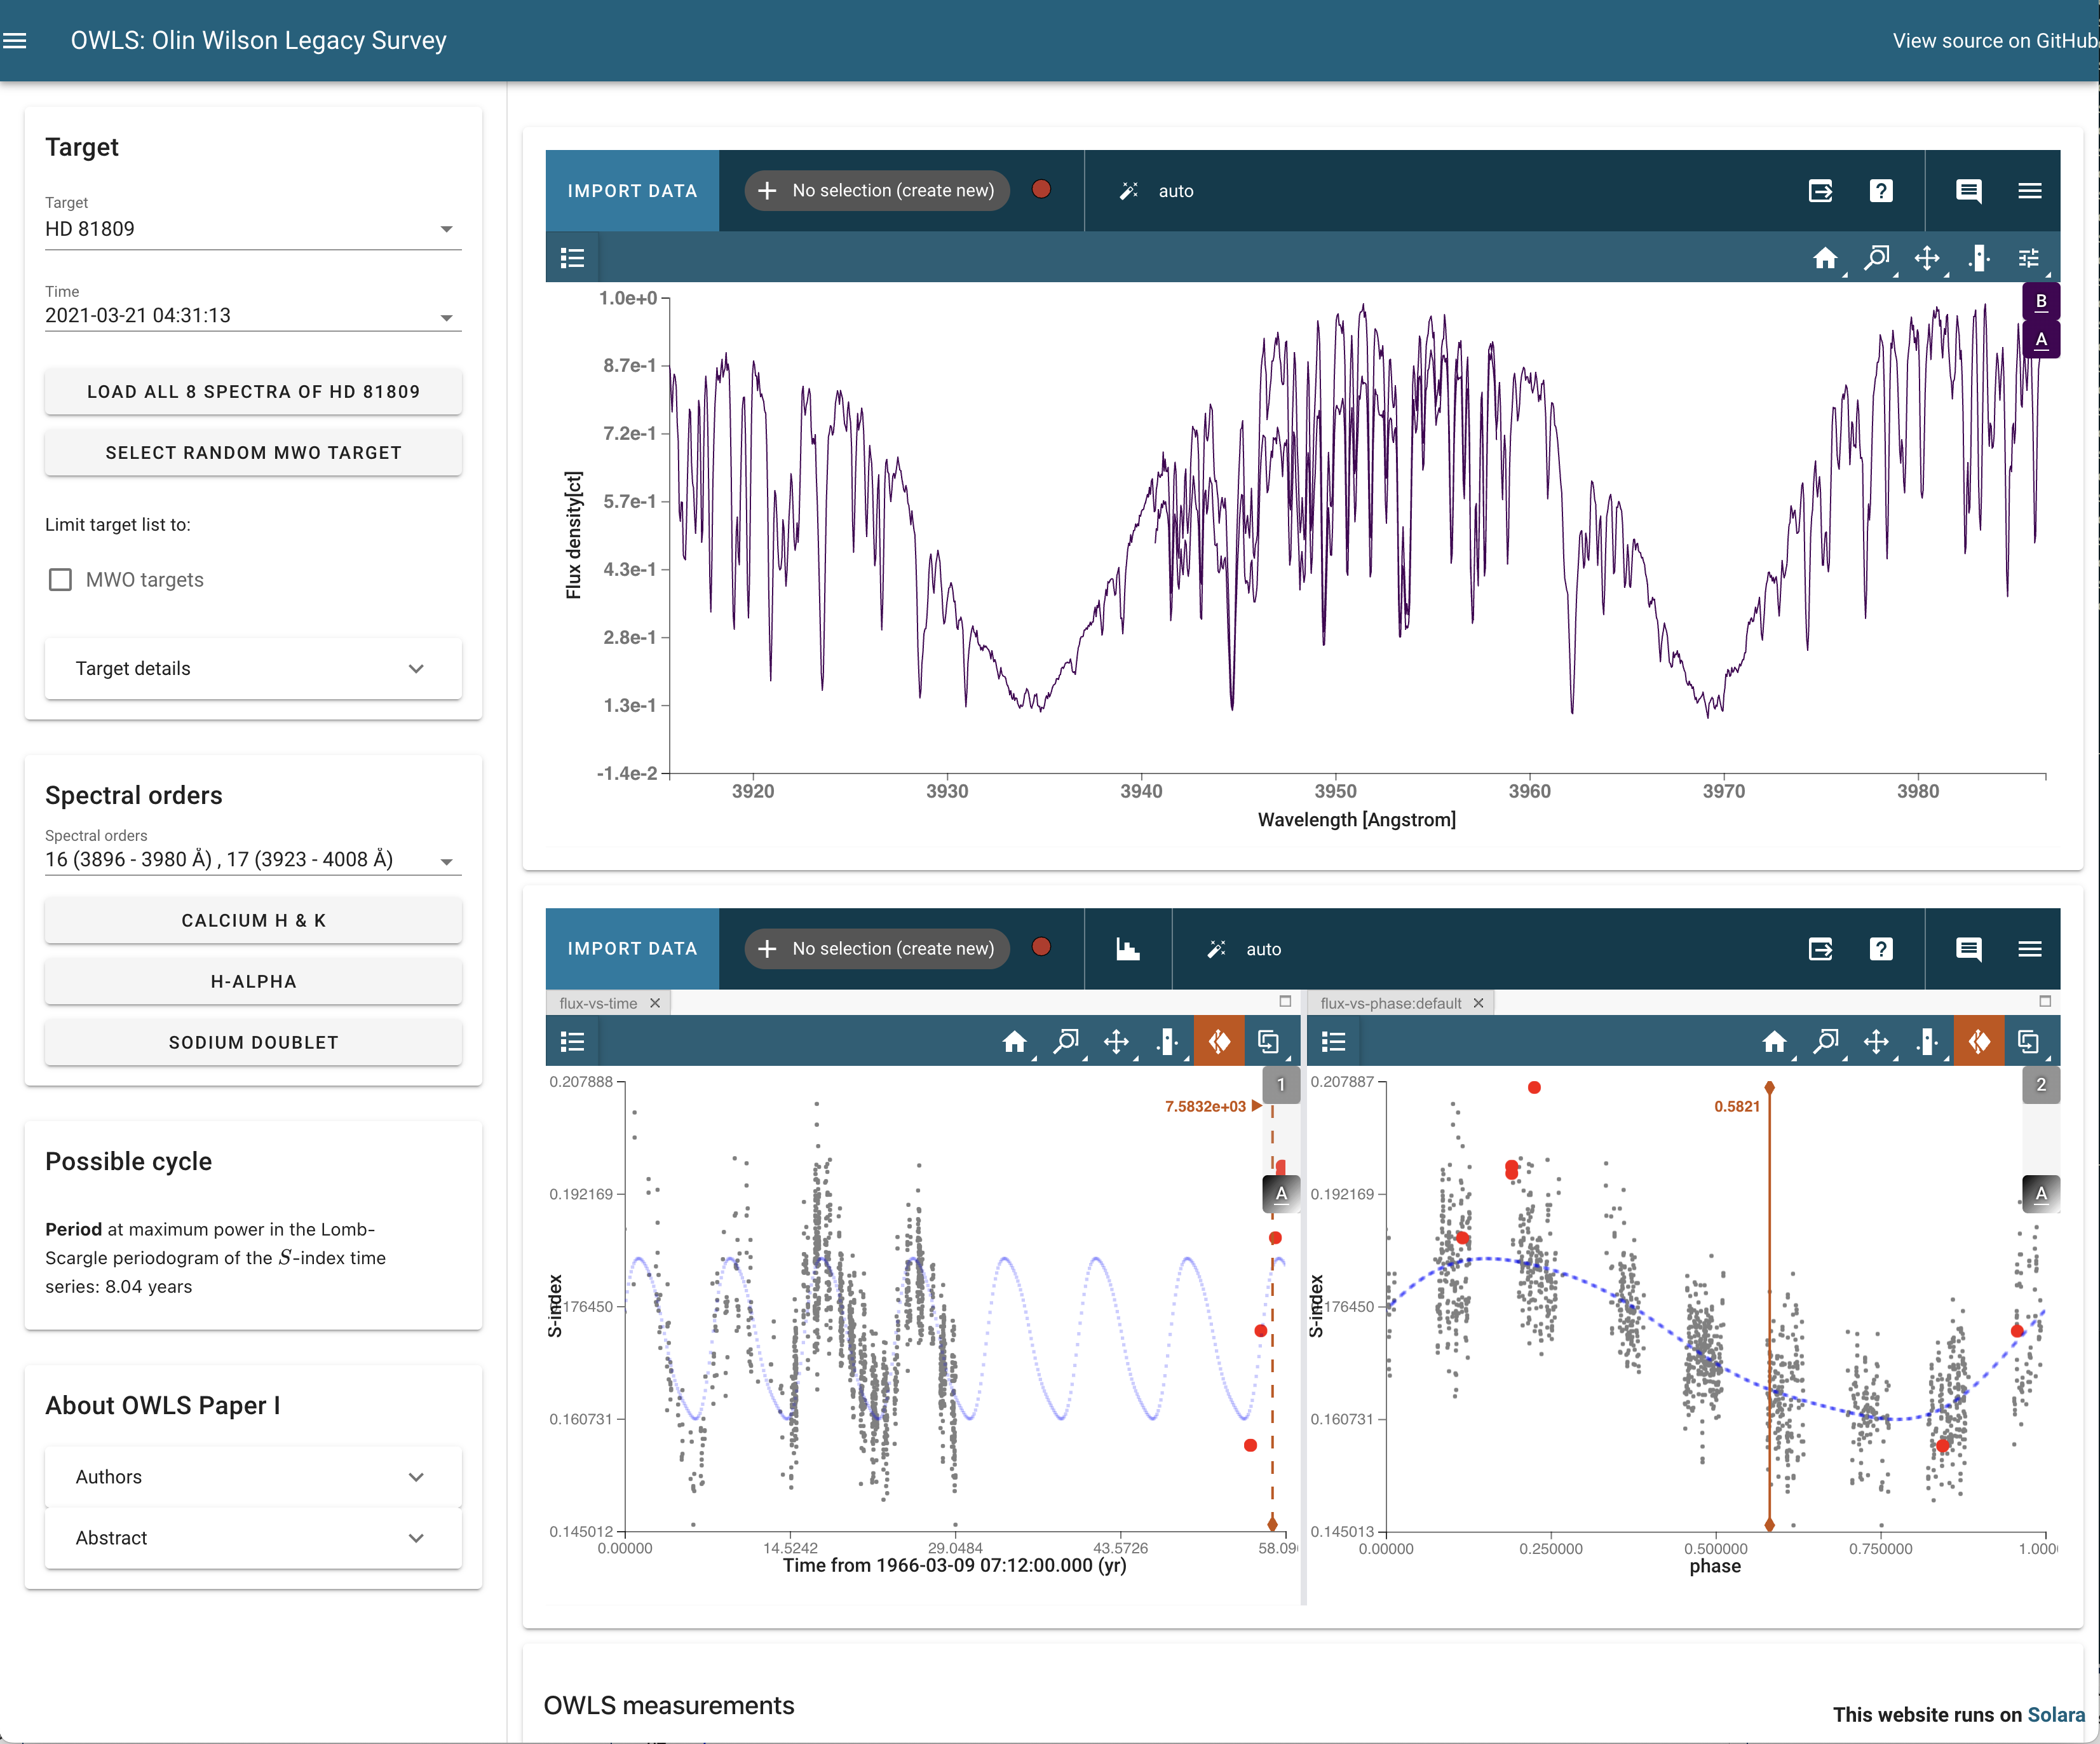 OWLS: Olin Wilson Legacy Survey
View source on GitHub
Target
Target
HD 81809
Time
2021-03-21 04:31:13
LOAD ALL 8 SPECTRA OF HD 81809
SELECT RANDOM MWO TARGET
Limit target list to:
MWO targets
Target details
Spectral orders
Spectral orders
16 (3896 - 3980 Å) , 17 (3923 - 4008 Å)
CALCIUM H & K
H-ALPHA
SODIUM DOUBLET
Possible cycle
Period at maximum power in the Lomb-
Scargle periodogram of the S-index time
series: 8.04 years
About OWLS Paper I
Authors
Abstract
IMPORT DATA
No selection (create new)
auto
B
A
1.0e+0
8.7e-1
7.2e-1
5.7e-1
4.3e-1
2.8e-1
1.3e-1
-1.4e-2
Flux density[ct]
3920 3930 3940 3950 3960 3970 3980
Wavelength [Angstrom]
IMPORT DATA
No selection (create new)
auto
flux-vs-time
1
7.5832e+03
A
0.207888
0.192169
176450
0.160731
0.145012
S-index
0.00000 14.5242 29.0484 43.5726 58.09
Time from 1966-03-09 07:12:00.000 (yr)
flux-vs-phase:default
2
0.5821
A
0.207887
0.192169
176450
0.160731
0.145013
S-index
0.00000 0.250000 0.500000 0.750000 1.000
phase
OWLS measurements
This website runs on Solara